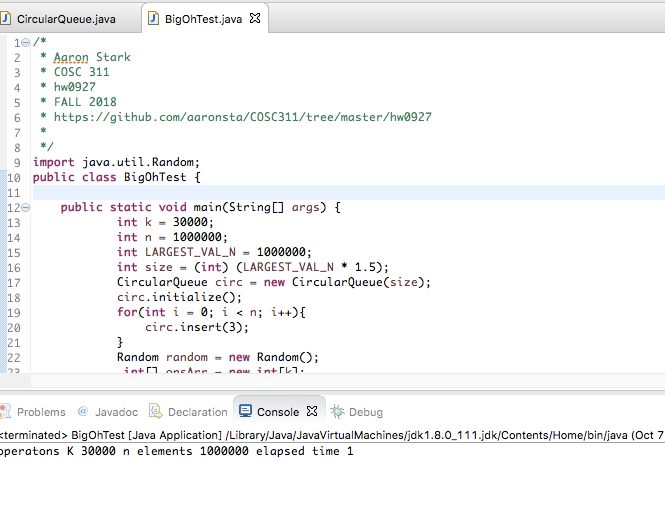 CircularQueue.java BigOhTest.java
1 /*
2 * Aaron Stark
3 * COSC 311
4 * hw0927
5 * FALL 2018
6 * https://github.com/aaronsta/COSC311/tree/master/hw0927
7 *
8 */
9 import java.util.Random;
10 public class BigOhTest {
11
12 public static void main(String[] args) {
13 int k = 30000;
14 int n = 1000000;
15 int LARGEST_VAL_N = 1000000;
16 int size = (int) (LARGEST_VAL_N * 1.5);
17 CircularQueue circ = new CircularQueue(size);
18 circ.initialize();
19 for(int i = 0; i < n; i++){
20 circ.insert(3);
21 }
22 Random random = new Random();
23 int[] opsArr = new int[k];
Problems @ Javadoc Declaration Console Debug
<terminated> BigOhTest [Java Application] /Library/Java/JavaVirtualMachines/jdk1.8.0_111.jdk/Contents/Home/bin/java (Oct 7
operatons K 30000 n elements 1000000 elapsed time 1